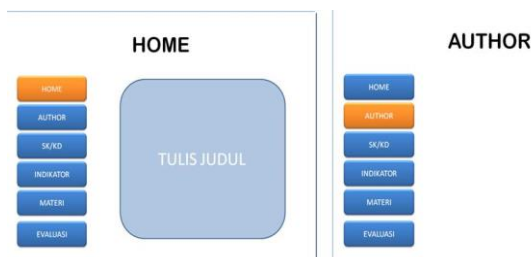 HOME
HOME
AUTHOR
SK/KD
INDIKATOR
MATERI
EVALUASI
TULIS JUDUL
AUTHOR
HOME
AUTHOR
SK/KD
INDIKATOR
MATERI
EVALUASI